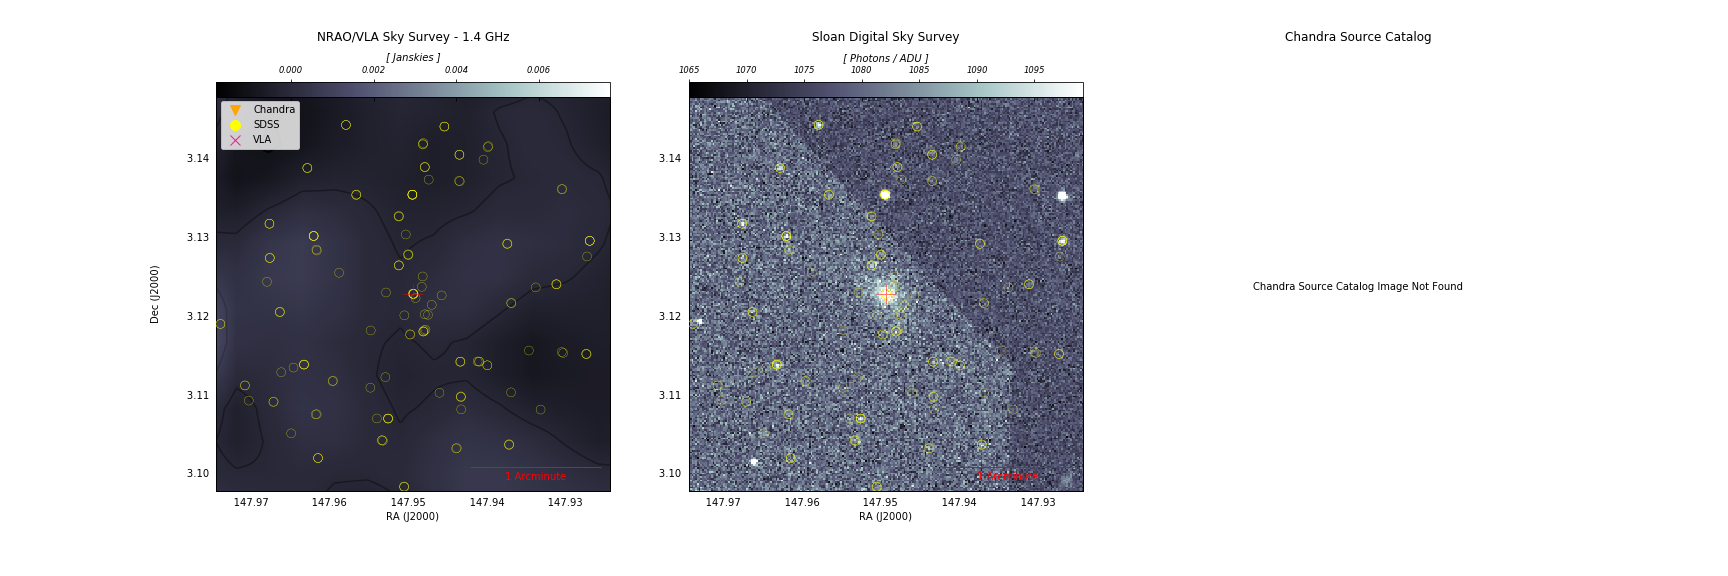 NRAO/VLA Sky Survey - 1.4 GHz
[ Janskies ]
0.000 0.002 0.004 0.006
Chandra
SDSS
VLA
3.14
3.13
3.12
3.11
3.10
Dec (J2000)
1 Arcminute
147.97 147.96 147.95 147.94 147.93
RA (J2000)
Sloan Digital Sky Survey
[ Photons / ADU ]
1065 1070 1075 1080 1085 1090 1095
3.14
3.13
3.12
3.11
3.10
1 Arcminute
147.97 147.96 147.95 147.94 147.93
RA (J2000)
Chandra Source Catalog
Chandra Source Catalog Image Not Found